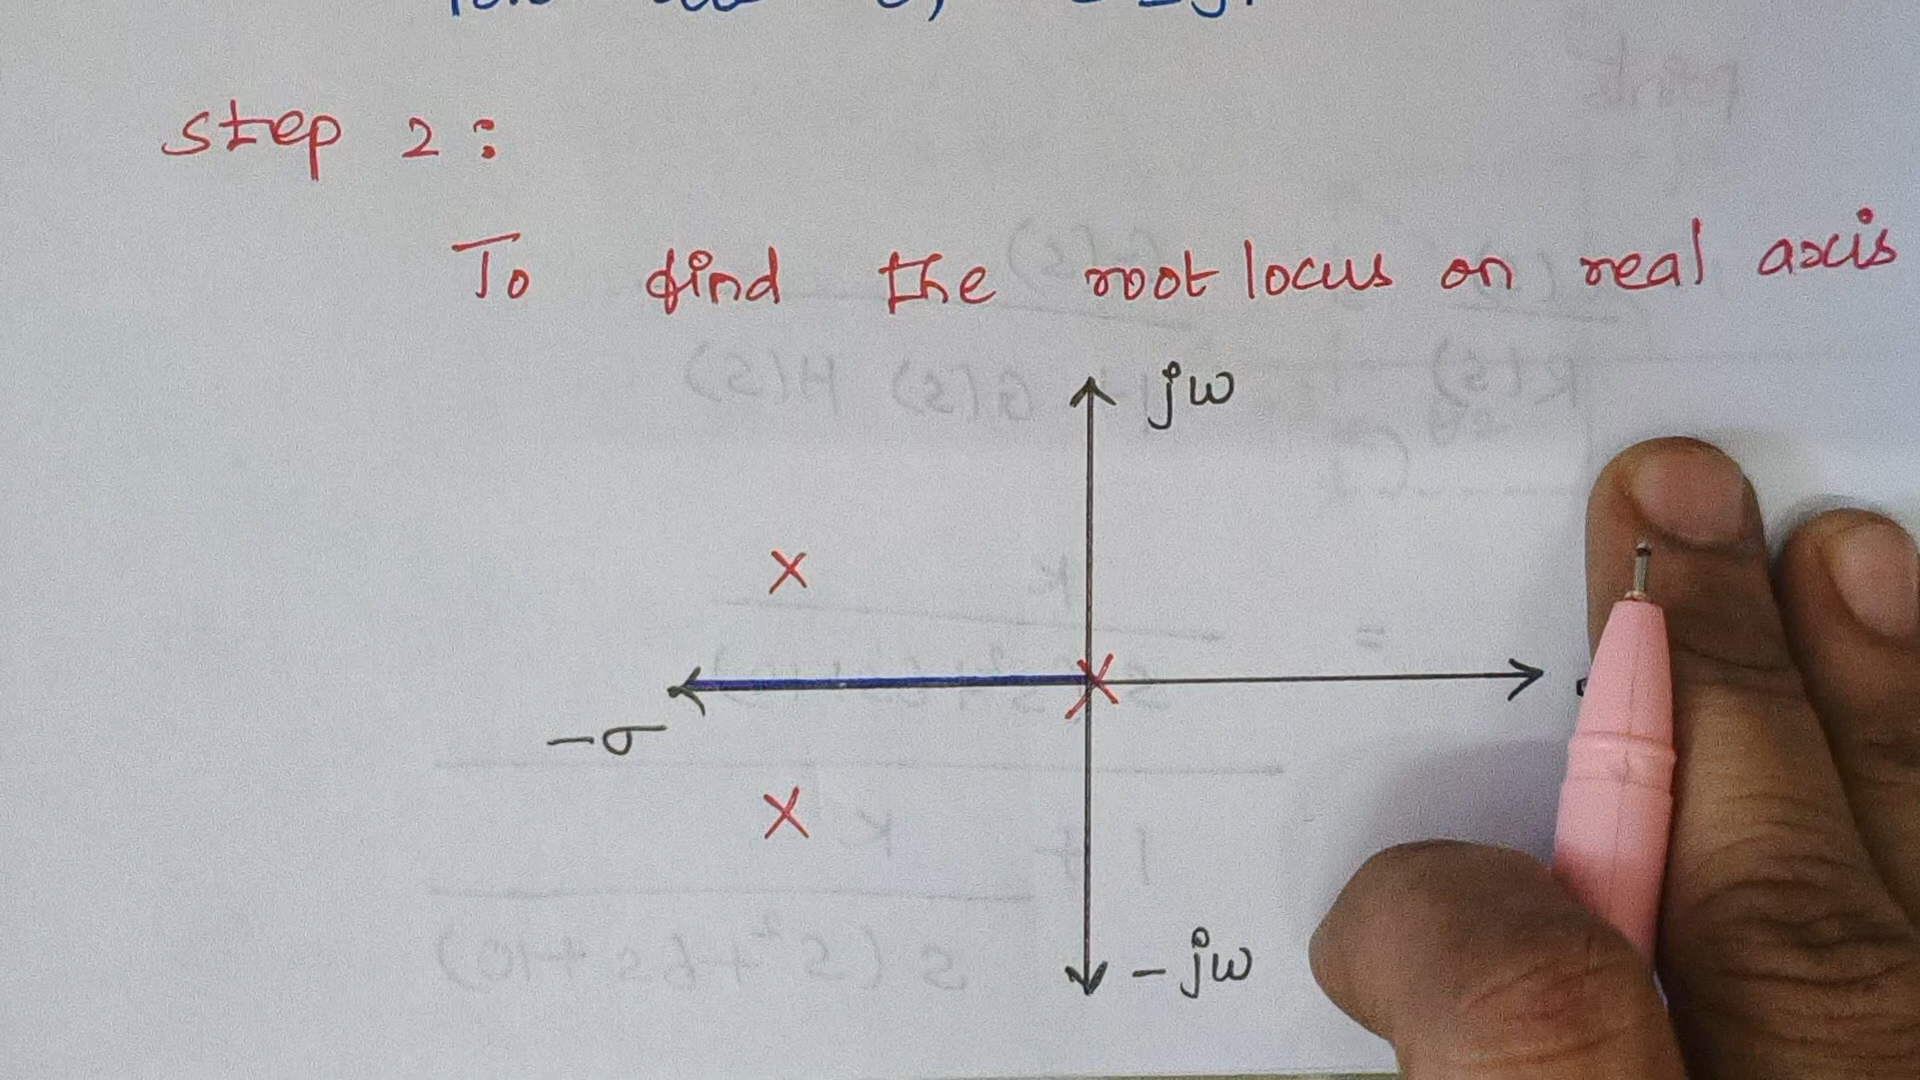 step 2:
To find the root locus on real axis
jω
-σ
-jω